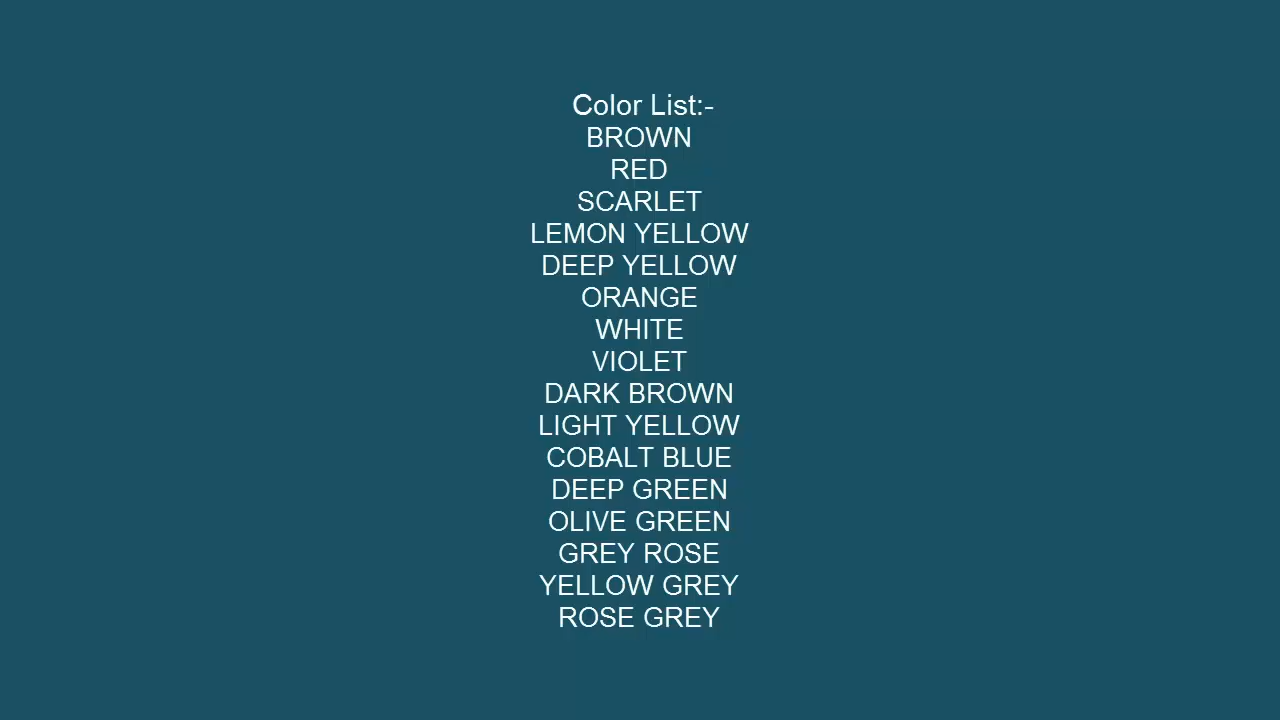 Color List:-
BROWN
RED
SCARLET
LEMON YELLOW
DEEP YELLOW
ORANGE
WHITE
VIOLET
DARK BROWN
LIGHT YELLOW
COBALT BLUE
DEEP GREEN
OLIVE GREEN
GREY ROSE
YELLOW GREY
ROSE GREY